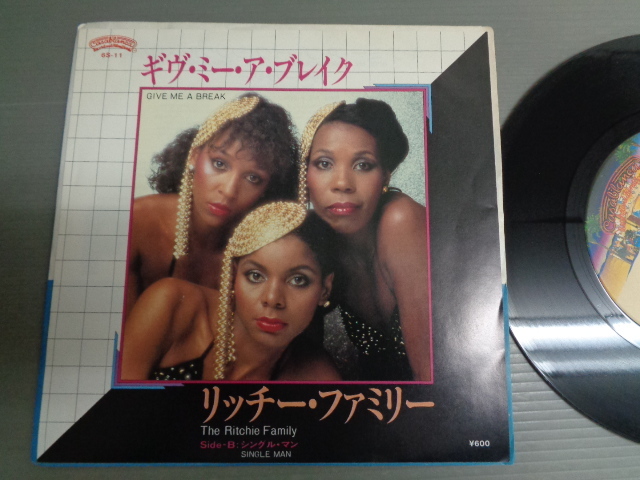 6S-11
ギヴ・ミー・ア・ブレイク
GIVE ME A BREAK
リッチー・ファミリー
The Ritchie Family
Side-B:シングル・マン
SINGLE MAN
¥600